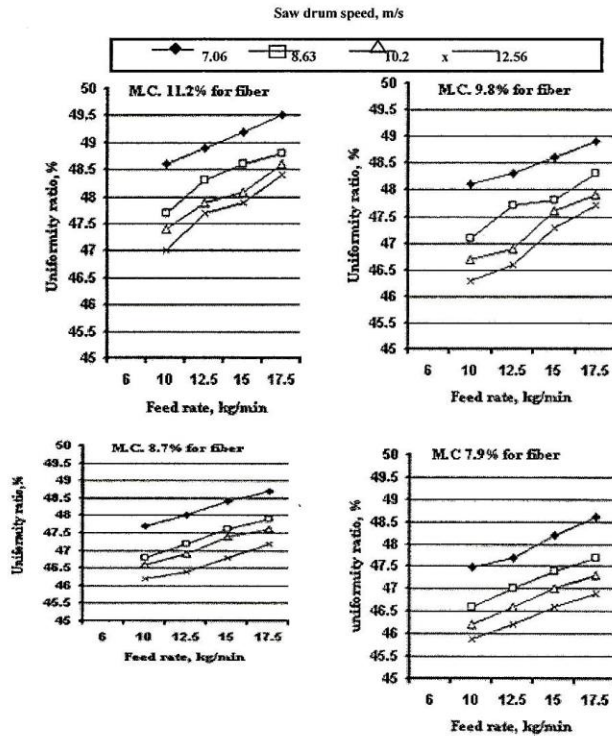 Saw drum speed, m/s
7.06 8.63 10.2 x 12.56
M.C. 11.2% for fiber
50
49.5
49
48.5
48
47.5
47
46.5
46
45.5
45
Uniformity ratio, %
6 10 12.5 15 17.5
Feed rate, kg/min
M.C. 9.8% for fiber
50
49.5
49
48.5
48
47.5
47
46.5
46
45.5
45
Uniformity ratio, %
6 10 12.5 15 17.5
Feed rate, kg/min
M.C. 8.7% for fiber
50
49.5
49
48.5
48
47.5
47
46.5
46
45.5
45
Uniformity ratio,%
6 10 12.5 15 17.5
Feed rate, kg/min
M.C 7.9% for fiber
50
49.5
49
48.5
48
47.5
47
46.5
46
45.5
45
uniformity ratio, %
6 10 12.5 15 17.5
Feed rate, kg/min